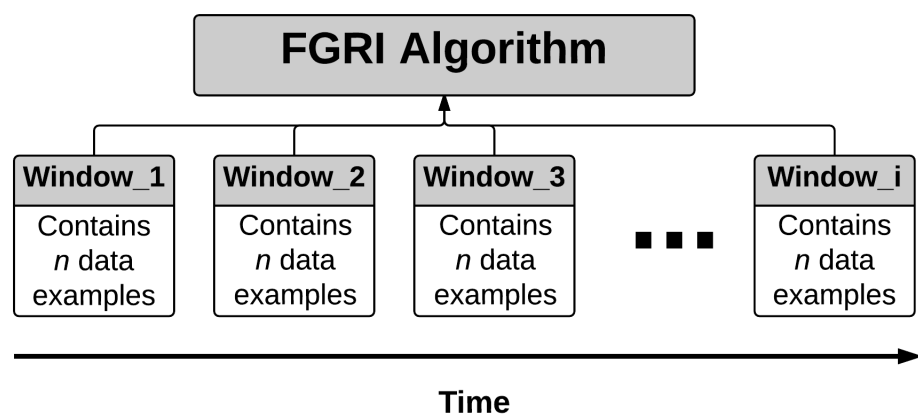 FGRI Algorithm
Window_1
Contains
n data
examples
Window_2
Contains
n data
examples
Window_3
Contains
n data
examples
Window_i
Contains
n data
examples
Time